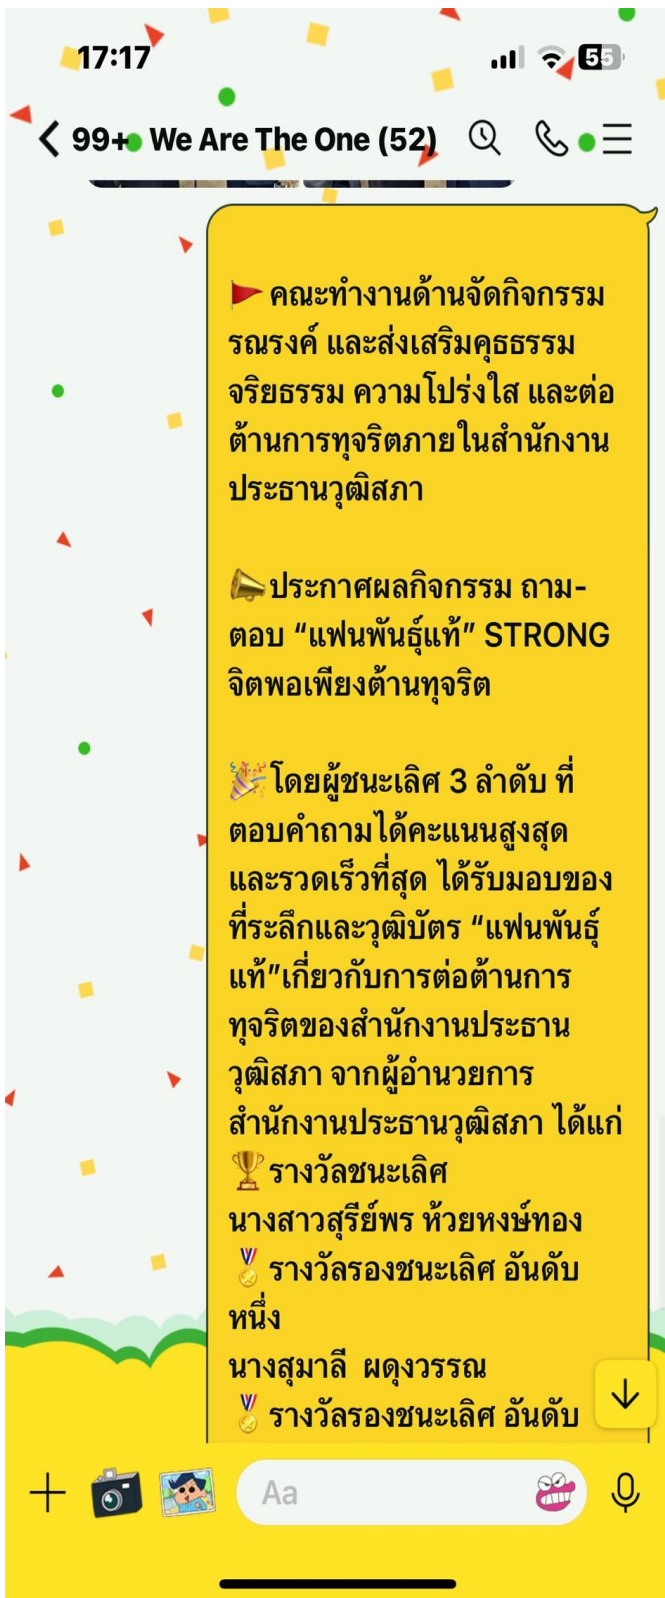 17:17
55
99+ We Are The One (52)
🚩คณะทำงานด้านจัดกิจกรรม
รณรงค์ และส่งเสริมคุธธรรม
จริยธรรม ความโปร่งใส และต่อ
ต้านการทุจริตภายในสำนักงาน
ประธานวุฒิสภา
📣ประกาศผลกิจกรรม ถาม-
ตอบ “แฟนพันธุ์แท้” STRONG
จิตพอเพียงต้านทุจริต
🎉โดยผู้ชนะเลิศ 3 ลำดับ ที่
ตอบคำถามได้คะแนนสูงสุด
และรวดเร็วที่สุด ได้รับมอบของ
ที่ระลึกและวุฒิบัตร “แฟนพันธุ์
แท้”เกี่ยวกับการต่อต้านการ
ทุจริตของสำนักงานประธาน
วุฒิสภา จากผู้อำนวยการ
สำนักงานประธานวุฒิสภา ได้แก่
🏆รางวัลชนะเลิศ
นางสาวสุรีย์พร ห้วยหงษ์ทอง
🎖️รางวัลรองชนะเลิศ อันดับ
หนึ่ง
นางสุมาลี  ผดุงวรรณ
🎖️รางวัลรองชนะเลิศ อันดับ
Aa